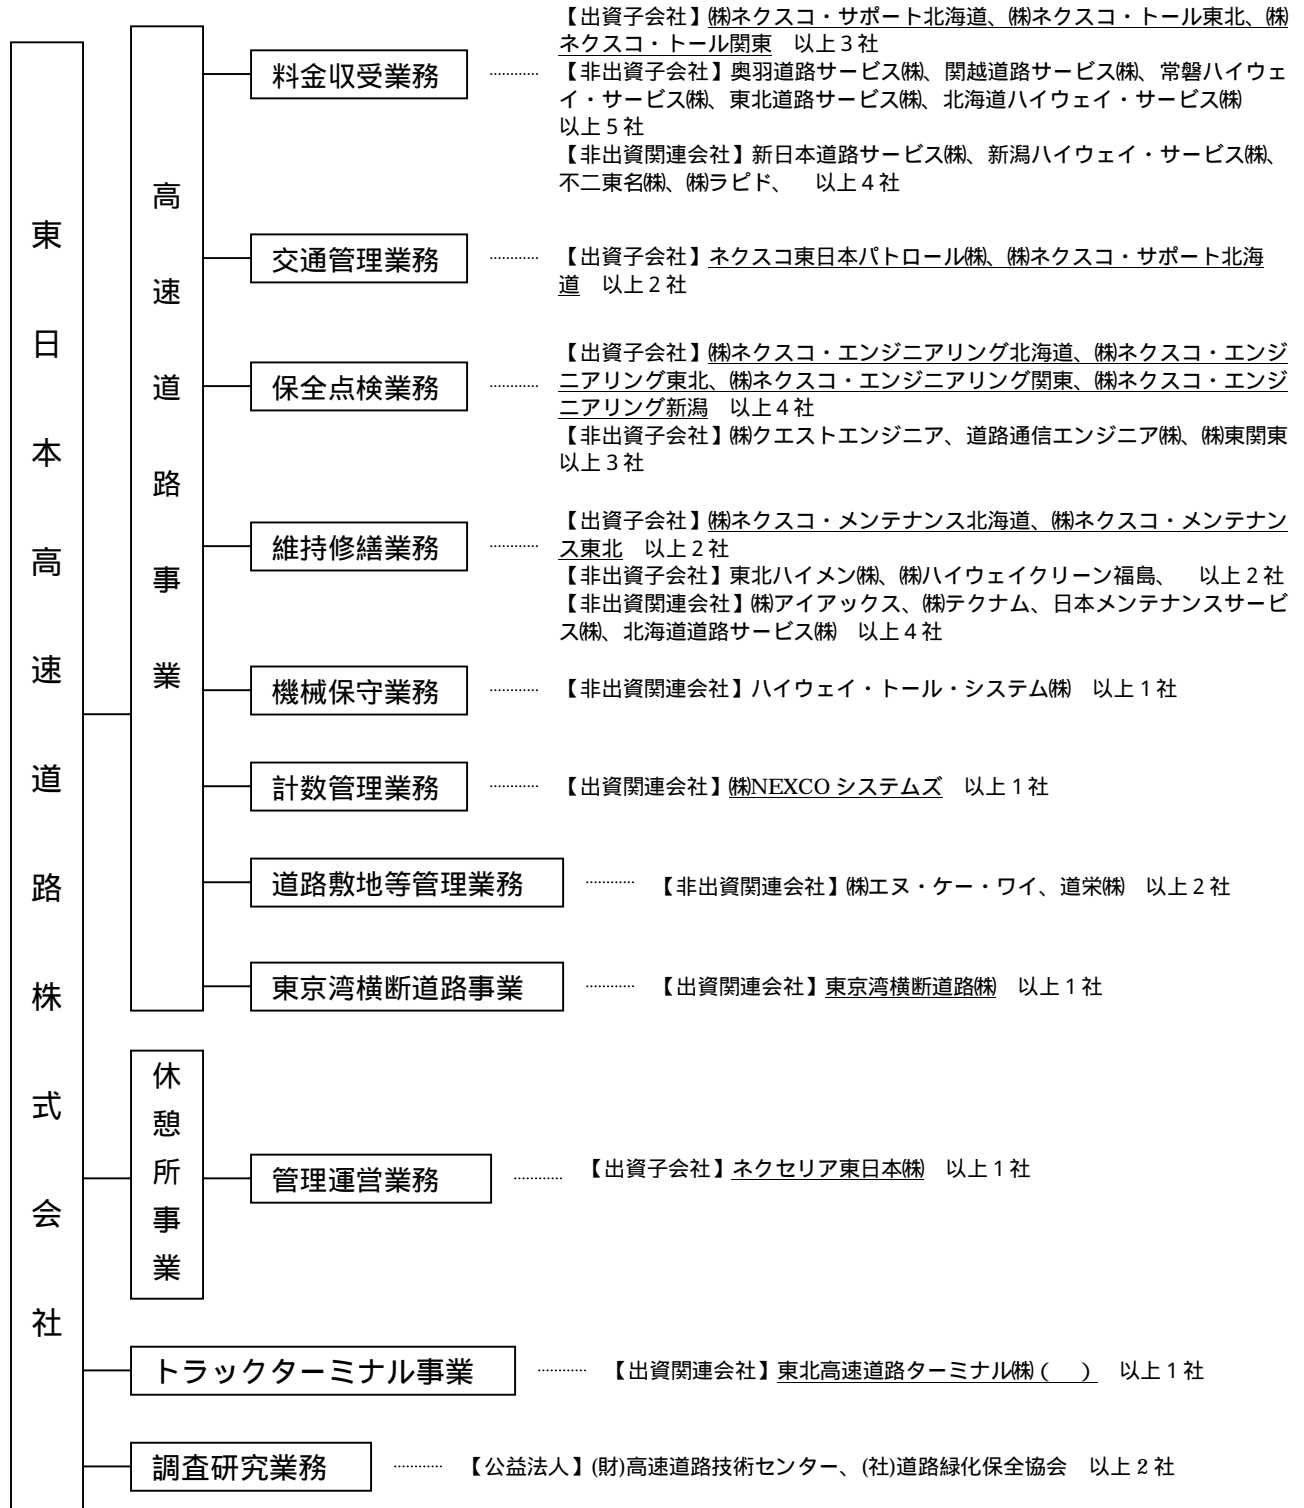 東日本高速道路株式会社
高速道路事業
料金収受業務
【出資子会社】㈱ネクスコ・サポート北海道、㈱ネクスコ・トール東北、㈱
ネクスコ・トール関東　以上３社
【非出資子会社】奥羽道路サービス㈱、関越道路サービス㈱、常磐ハイウェ
イ・サービス㈱、東北道路サービス㈱、北海道ハイウェイ・サービス㈱
以上５社
【非出資関連会社】新日本道路サービス㈱、新潟ハイウェイ・サービス㈱、
不二東名㈱、㈱ラピド、　以上４社
交通管理業務
【出資子会社】ネクスコ東日本パトロール㈱、㈱ネクスコ・サポート北海
道　以上２社
保全点検業務
【出資子会社】㈱ネクスコ・エンジニアリング北海道、㈱ネクスコ・エンジ
ニアリング東北、㈱ネクスコ・エンジニアリング関東、㈱ネクスコ・エンジ
ニアリング新潟　以上４社
【非出資子会社】㈱クエストエンジニア、道路通信エンジニア㈱、㈱東関東
以上３社
維持修繕業務
【出資子会社】㈱ネクスコ・メンテナンス北海道、㈱ネクスコ・メンテナン
ス東北　以上２社
【非出資子会社】東北ハイメン㈱、㈱ハイウェイクリーン福島、　以上２社
【非出資関連会社】㈱アイアックス、㈱テクナム、日本メンテナンスサービ
ス㈱、北海道道路サービス㈱　以上４社
機械保守業務
【非出資関連会社】ハイウェイ・トール・システム㈱　以上１社
計数管理業務
【出資関連会社】㈱NEXCO システムズ　以上１社
道路敷地等管理業務
【非出資関連会社】㈱エヌ・ケー・ワイ、道栄㈱　以上２社
東京湾横断道路事業
【出資関連会社】東京湾横断道路㈱　以上１社
休憩所事業
管理運営業務
【出資子会社】ネクセリア東日本㈱　以上１社
トラックターミナル事業
【出資関連会社】東北高速道路ターミナル㈱（　）　以上１社
調査研究業務
【公益法人】(財)高速道路技術センター、(社)道路緑化保全協会　以上 2 社